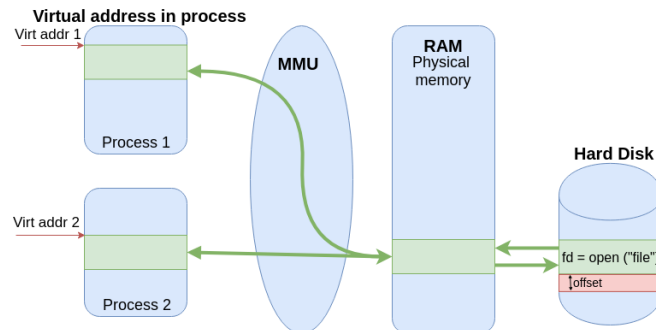 Virtual address in process
Virt addr 1
Process 1
MMU
RAM
Physical
memory
Hard Disk
Virt addr 2
fd = open ("file")
offset
Process 2